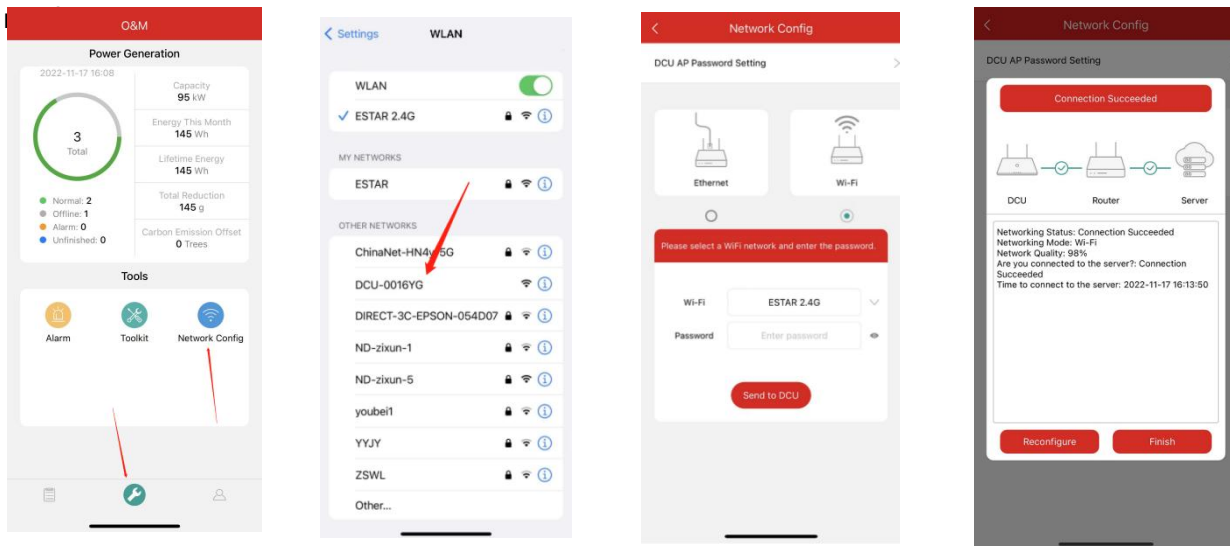 O&M
Power Generation
2022-11-17 16:08
3
Total
Normal: 2
Offline: 1
Alarm: 0
Unfinished: 0
Capacity
95 kW
Energy This Month
145 Wh
Lifetime Energy
145 Wh
Total Reduction
145 g
Carbon Emission Offset
0 Trees
Tools
Alarm
Toolkit
Network Config
Settings
WLAN
WLAN
ESTAR 2.4G
MY NETWORKS
ESTAR
OTHER NETWORKS
ChinaNet-HN4v-5G
DCU-0016YG
DIRECT-3C-EPSON-054D07
ND-zixun-1
ND-zixun-5
youbei1
YYJY
ZSWL
Other...
Network Config
DCU AP Password Setting
Ethernet
Wi-Fi
Please select a WiFi network and enter the password.
Wi-Fi
ESTAR 2.4G
Password
Enter password
Send to DCU
Network Config
DCU AP Password Setting
Connection Succeeded
DCU
Router
Server
Networking Status: Connection Succeeded
Networking Mode: Wi-Fi
Network Quality: 98%
Are you connected to the server?: Connection
Succeeded
Time to connect to the server: 2022-11-17 16:13:50
Reconfigure
Finish